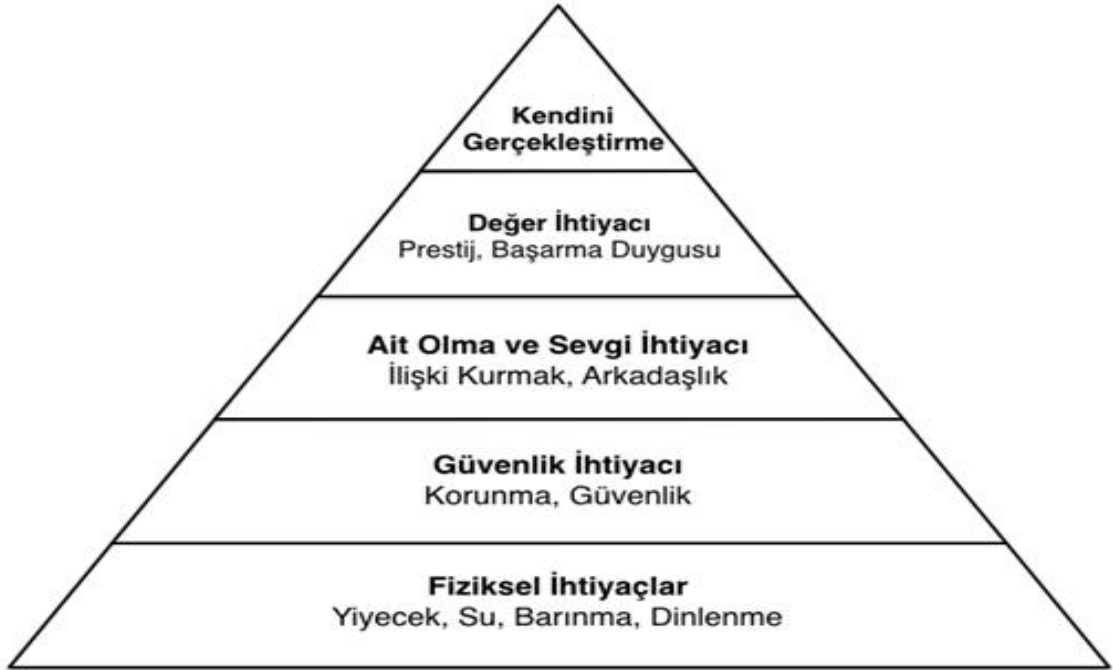 Kendini
Gerçekleştirme
Değer İhtiyacı
Prestij, Başarma Duygusu
Ait Olma ve Sevgi İhtiyacı
İlişki Kurmak, Arkadaşlık
Güvenlik İhtiyacı
Korunma, Güvenlik
Fiziksel İhtiyaçlar
Yiyecek, Su, Barınma, Dinlenme